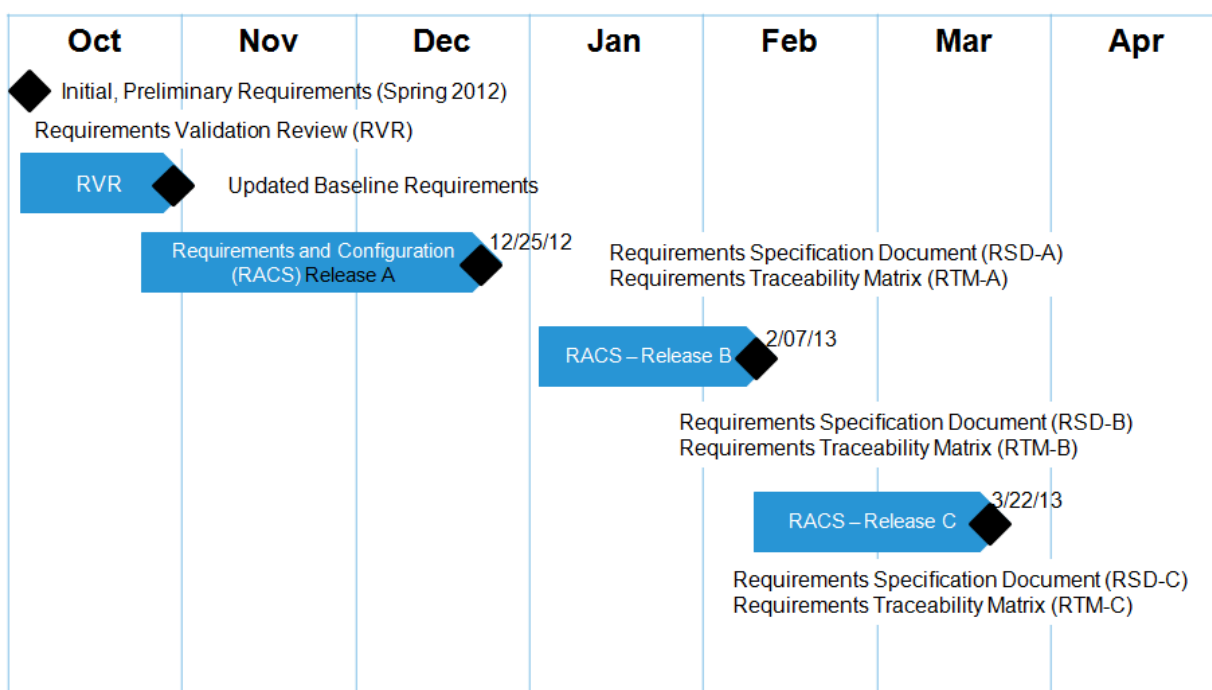 Oct Nov Dec Jan Feb Mar Apr
Initial, Preliminary Requirements (Spring 2012)
Requirements Validation Review (RVR)
RVR
Updated Baseline Requirements
Requirements and Configuration
(RACS) Release A
12/25/12
Requirements Specification Document (RSD-A)
Requirements Traceability Matrix (RTM-A)
RACS – Release B
2/07/13
Requirements Specification Document (RSD-B)
Requirements Traceability Matrix (RTM-B)
RACS – Release C
3/22/13
Requirements Specification Document (RSD-C)
Requirements Traceability Matrix (RTM-C)